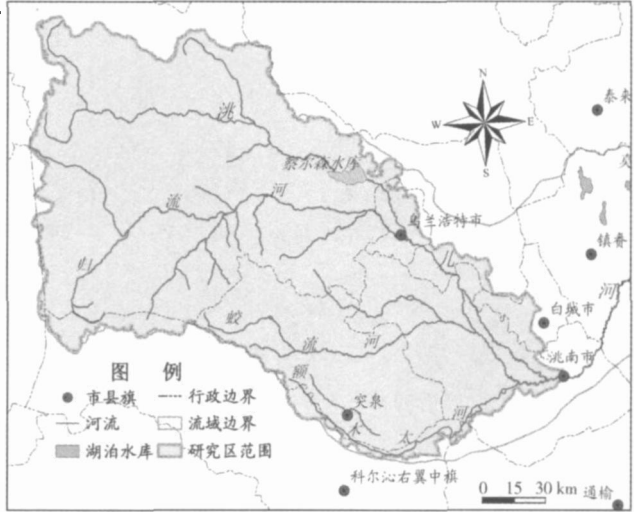 N
W
E
S
泰来
洮
察尔森水库
流
河
乌兰浩特市
儿
归
镇赉
河
白城市
蛟
流
河
洮南市
额
突泉
木
太
河
科尔沁右翼中旗
通榆
图 例
市县旗
行政边界
河流
流域边界
湖泊水库
研究区范围
0 15 30 km